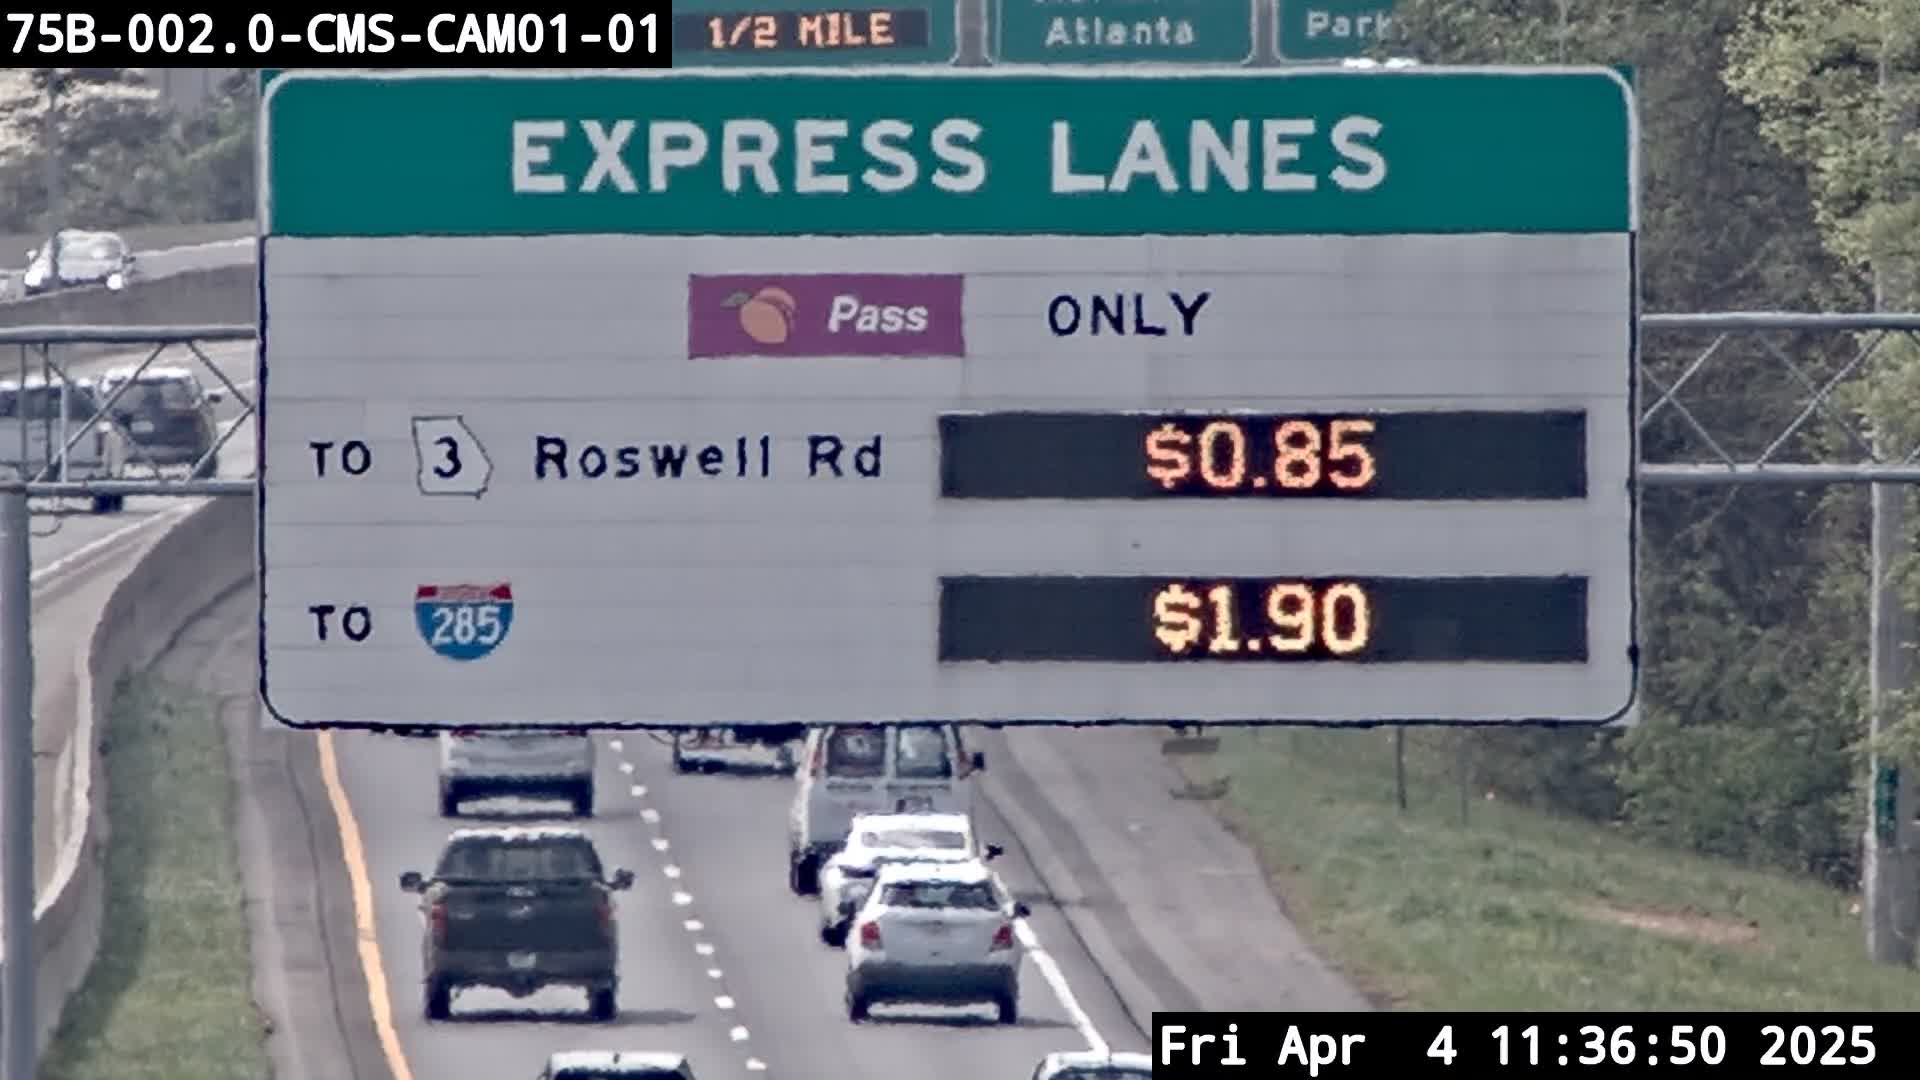 75B-002.0-CMS-CAM01-01
1/2 MILE
Atlanta
Park
EXPRESS LANES
Pass ONLY
TO 3 Roswell Rd $0.85
TO 285 $1.90
Fri Apr 4 11:36:50 2025